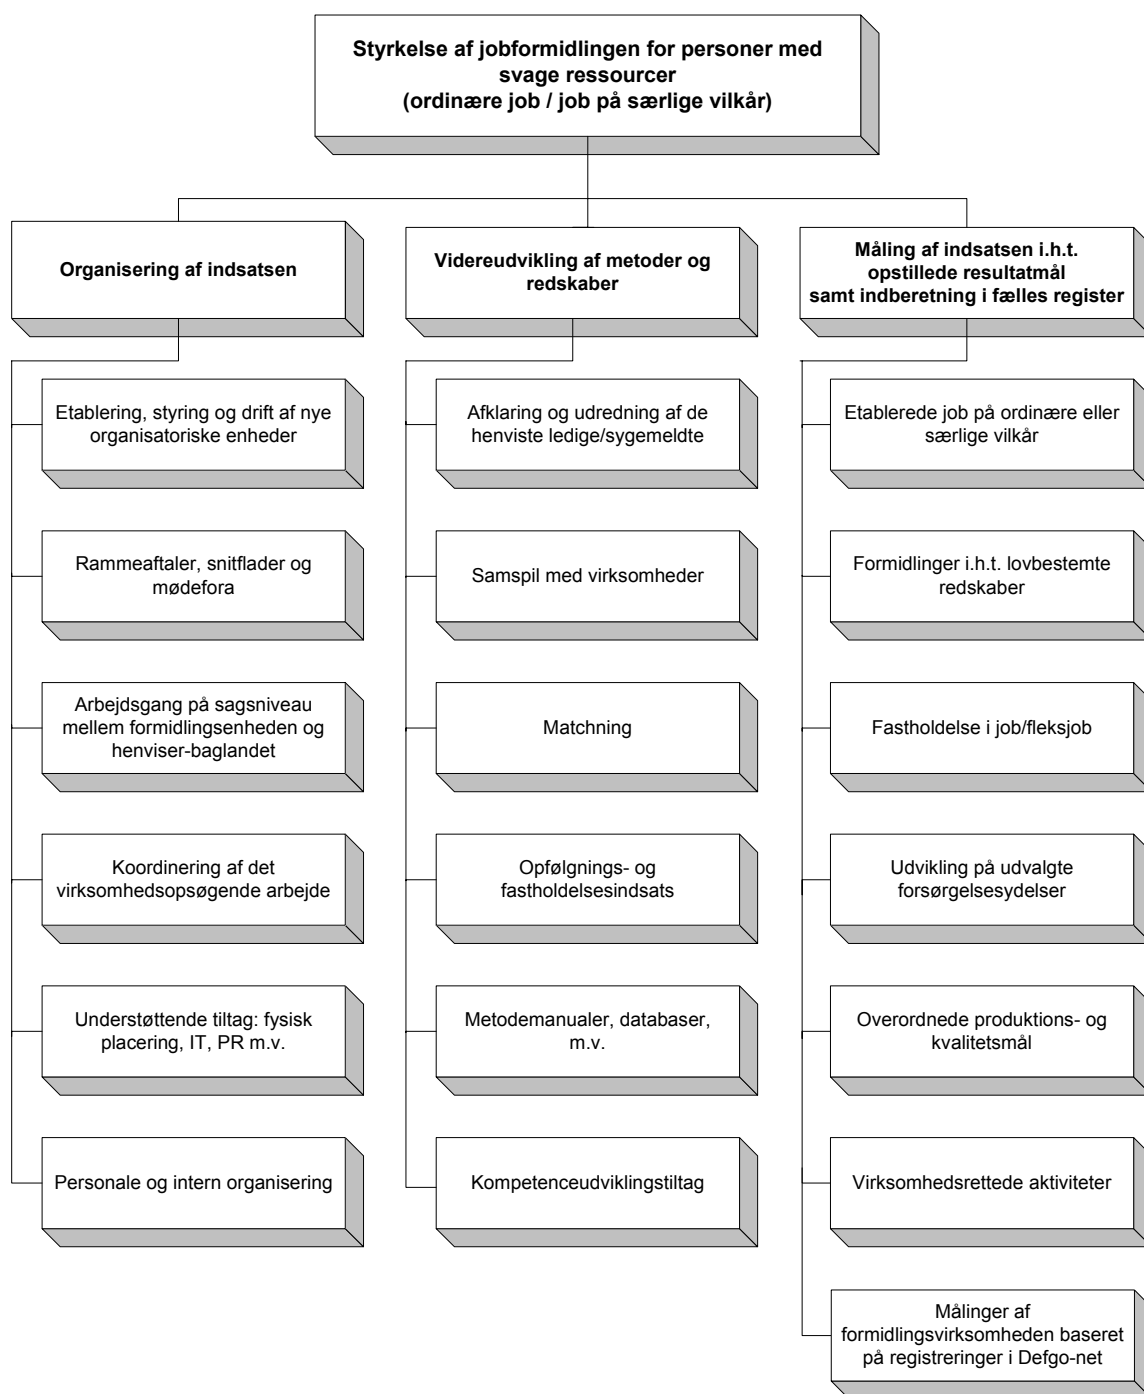 Styrkelse af jobformidlingen for personer med
svage ressourcer
(ordinære job / job på særlige vilkår)
Organisering af indsatsen
Etablering, styring og drift af nye
organisatoriske enheder
Rammeaftaler, snitflader og
mødefora
Arbejdsgang på sagsniveau
mellem formidlingsenheden og
henviser-baglandet
Koordinering af det
virksomhedsopsøgende arbejde
Understøttende tiltag: fysisk
placering, IT, PR m.v.
Personale og intern organisering
Videreudvikling af metoder og
redskaber
Afklaring og udredning af de
henviste ledige/sygemeldte
Samspil med virksomheder
Matchning
Opfølgnings- og
fastholdelsesindsats
Metodemanualer, databaser,
m.v.
Kompetenceudviklingstiltag
Måling af indsatsen i.h.t.
opstillede resultatmål
samt indberetning i fælles register
Etablerede job på ordinære eller
særlige vilkår
Formidlinger i.h.t. lovbestemte
redskaber
Fastholdelse i job/fleksjob
Udvikling på udvalgte
forsørgelsesydelser
Overordnede produktions- og
kvalitetsmål
Virksomhedsrettede aktiviteter
Målinger af
formidlingsvirksomheden baseret
på registreringer i Defgo-net